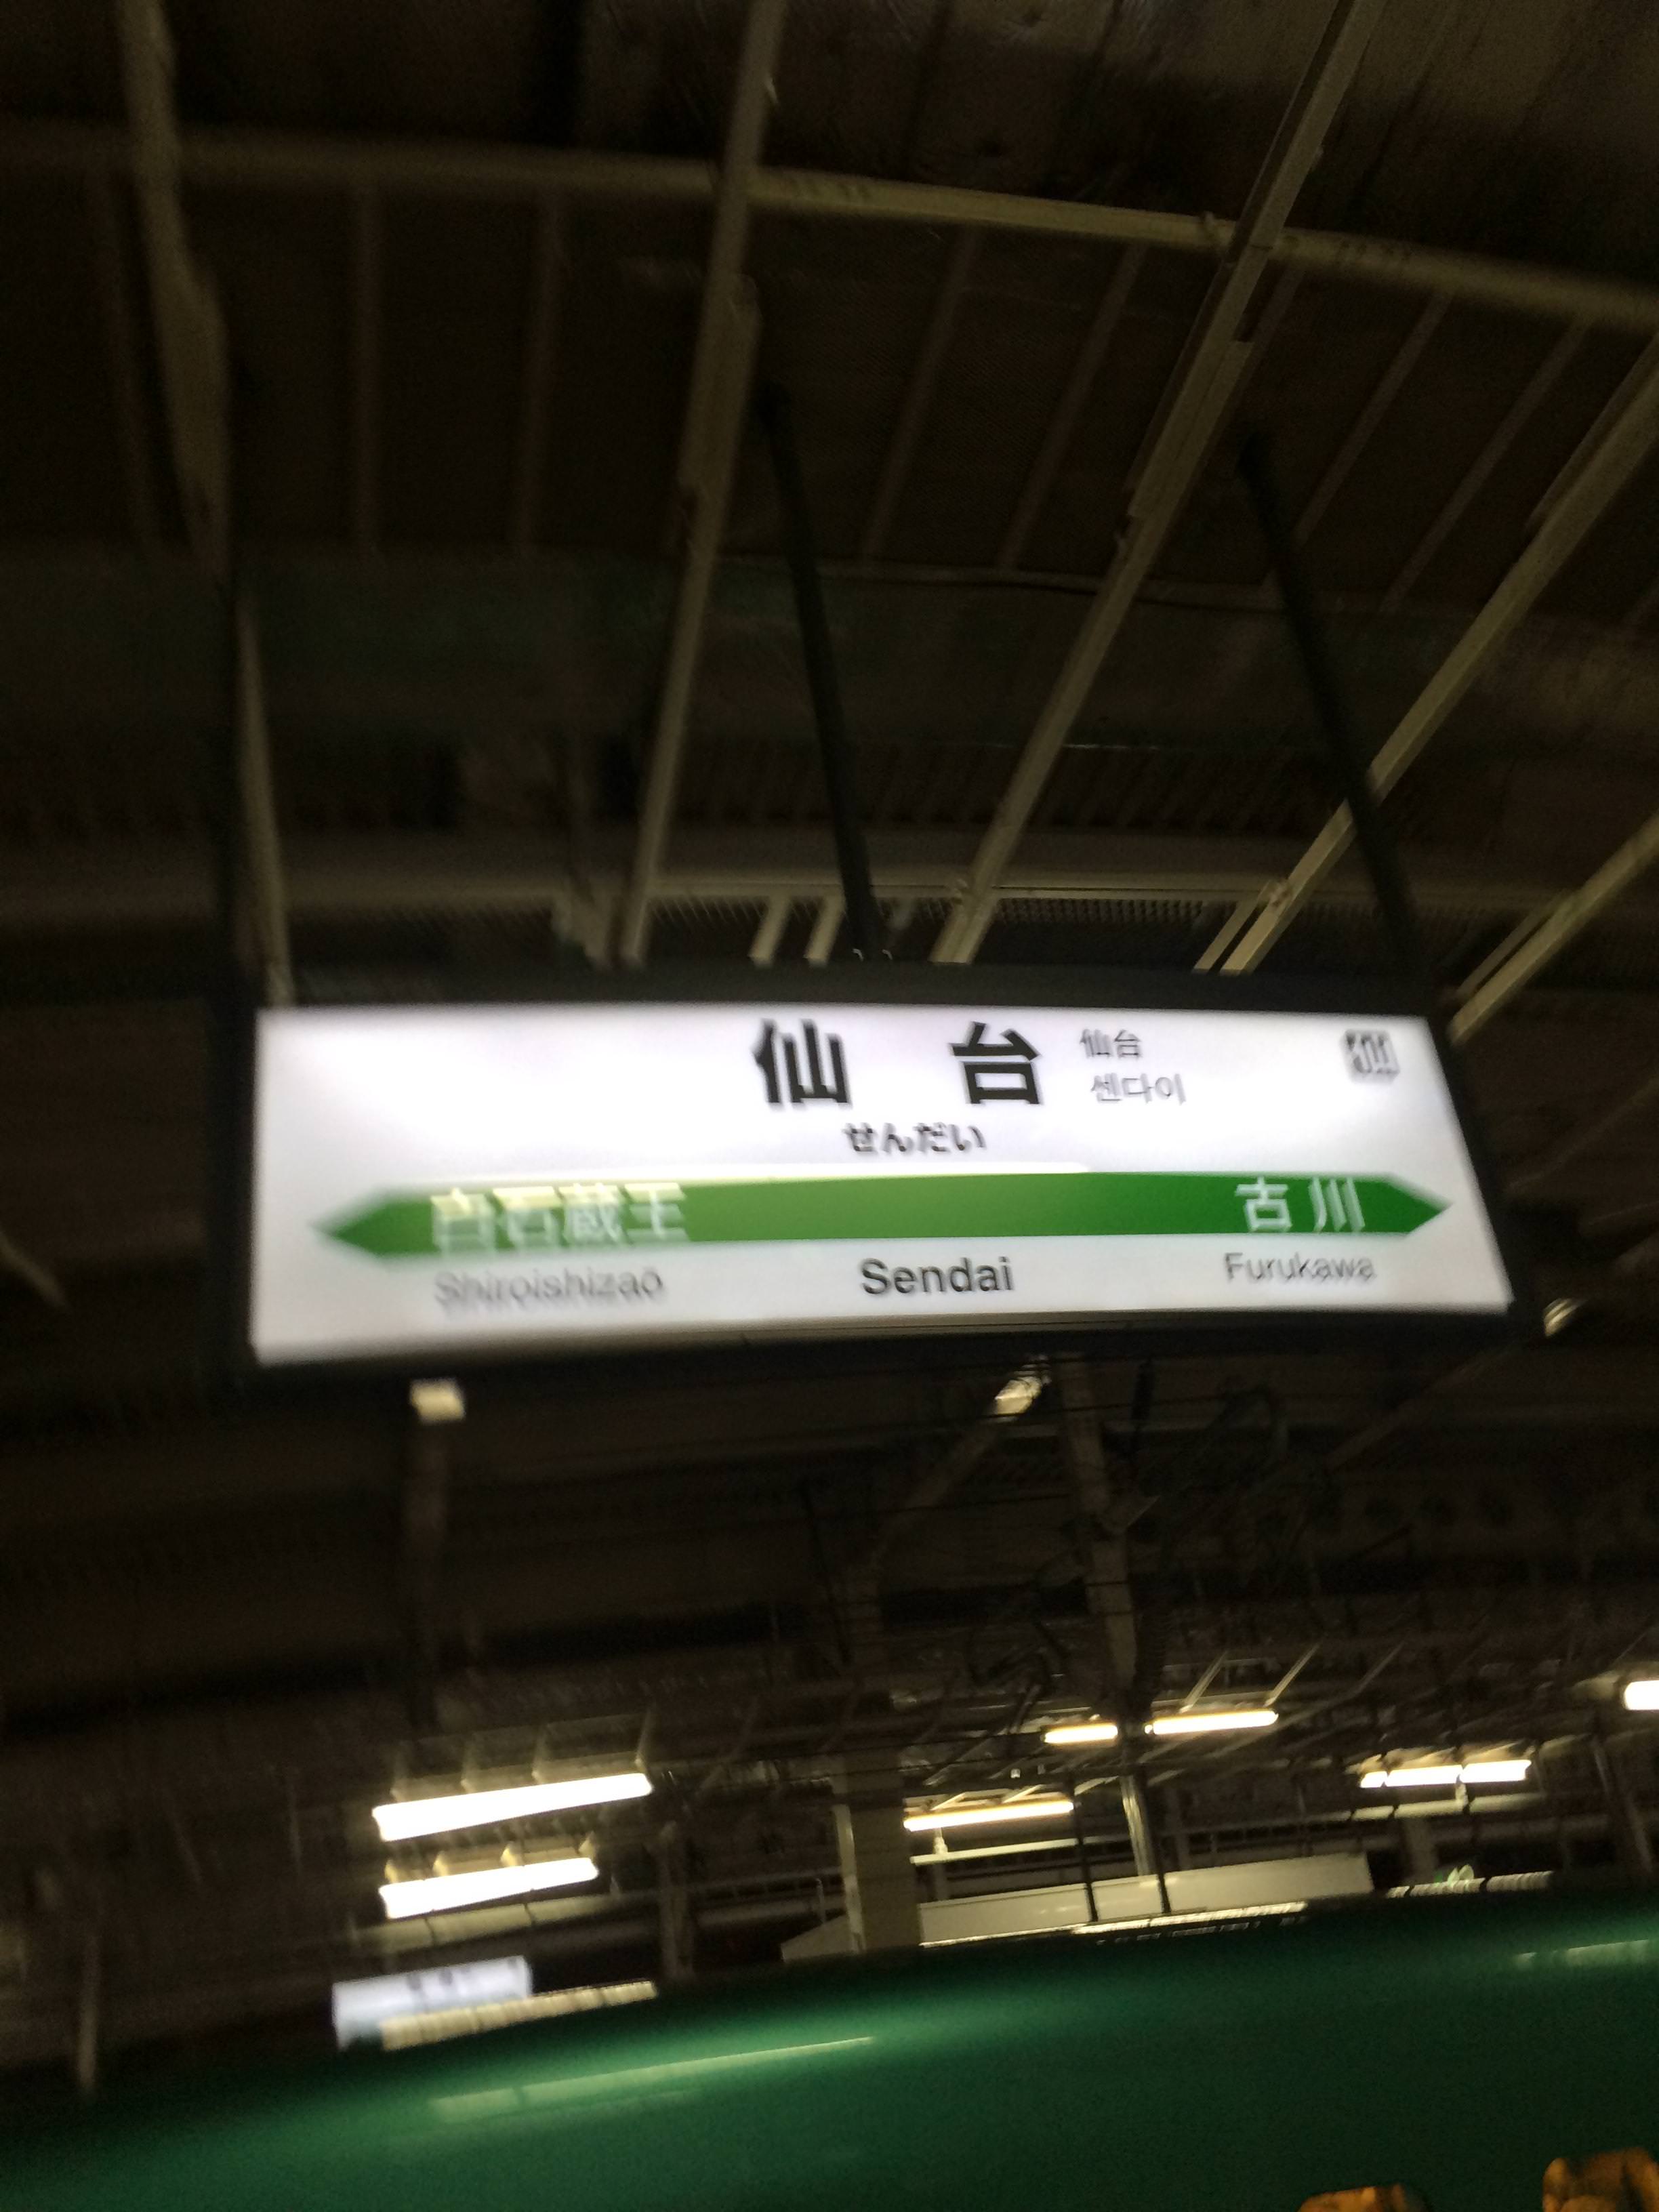 仙台 仙台
센다이
せんだい
白石蔵王 古川
Shiroishizaō Sendai Furukawa